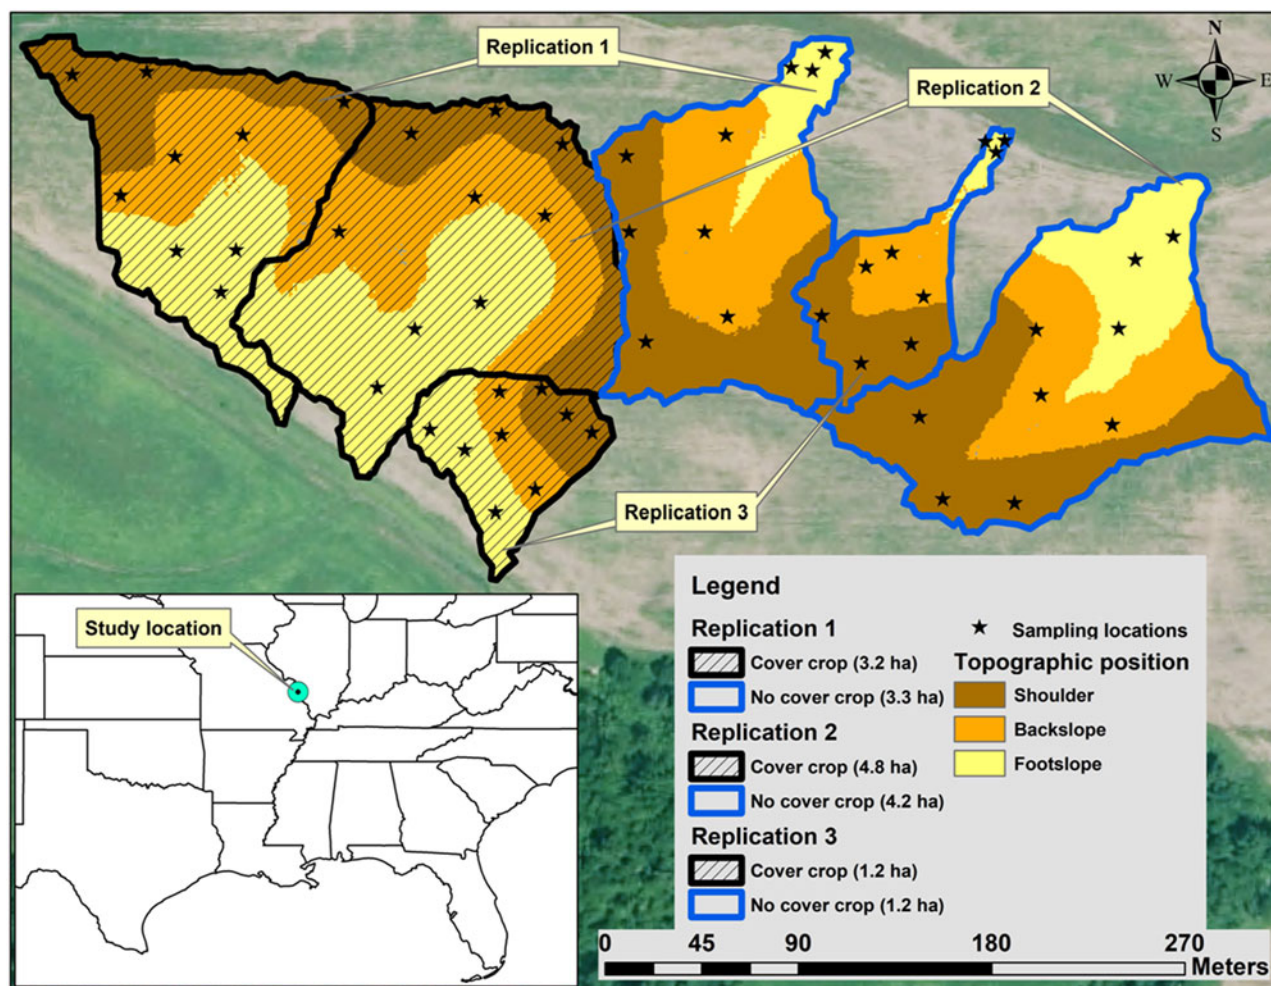 N
W E
S
Replication 1
Replication 2
Replication 3
Study location
Legend
Replication 1
Cover crop (3.2 ha)
No cover crop (3.3 ha)
Replication 2
Cover crop (4.8 ha)
No cover crop (4.2 ha)
Replication 3
Cover crop (1.2 ha)
No cover crop (1.2 ha)
Sampling locations
Topographic position
Shoulder
Backslope
Footslope
0 45 90 180 270
Meters